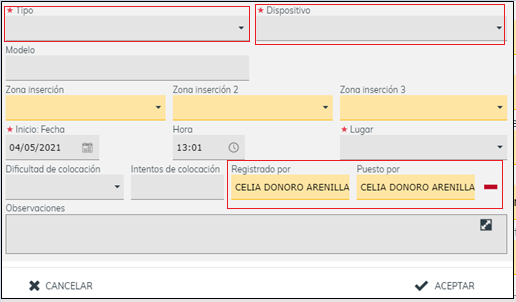 * Tipo * Dispositivo
Modelo
Zona inserción Zona inserción 2 Zona inserción 3
* Inicio: Fecha Hora * Lugar
04/05/2021 13:01
Dificultad de colocación Intentos de colocación Registrado por Puesto por
CELIA DONORO ARENILLA CELIA DONORO ARENILLA
Observaciones
CANCELAR ACEPTAR